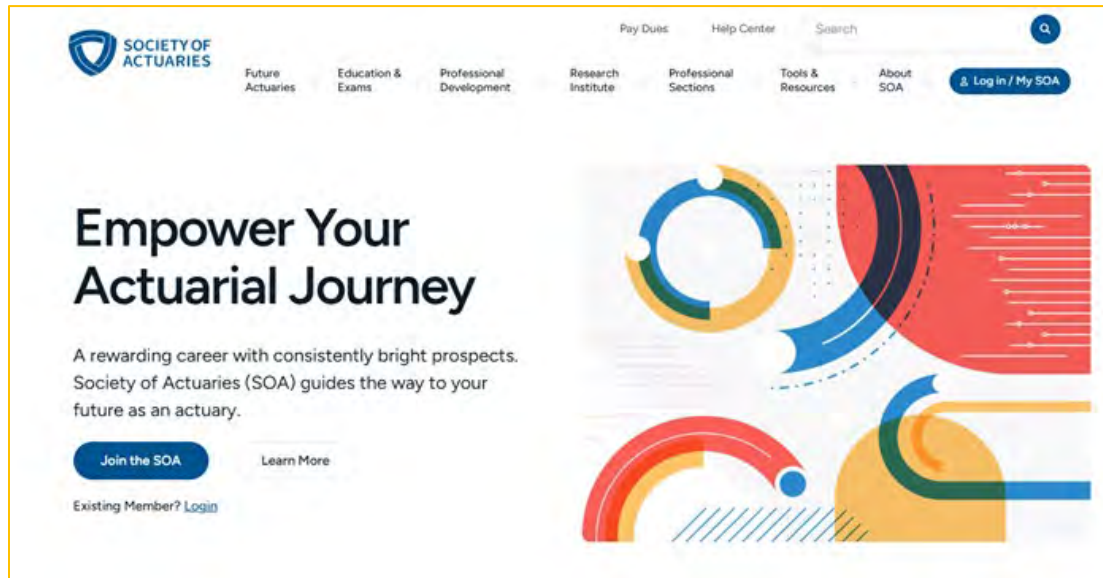 SOCIETY OF
ACTUARIES
Pay Dues Help Center Search
Future
Actuaries
Education &
Exams
Professional
Development
Research
Institute
Professional
Sections
Tools &
Resources
About
SOA
Log in / My SOA
Empower Your
Actuarial Journey
A rewarding career with consistently bright prospects.
Society of Actuaries (SOA) guides the way to your
future as an actuary.
Join the SOA Learn More
Existing Member? Login